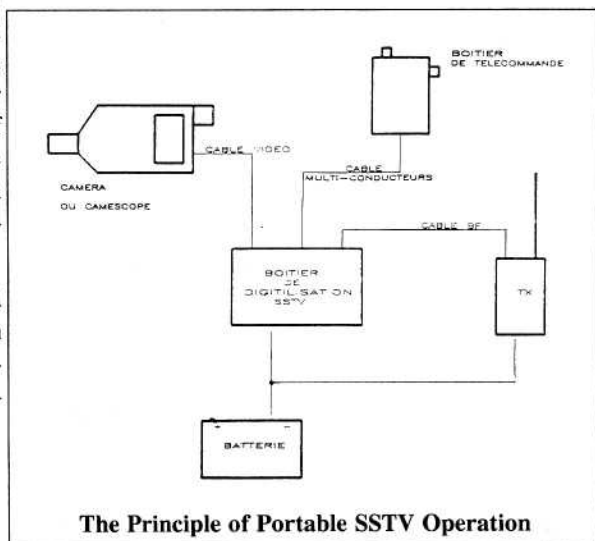 BOITIER
DE TELECOMMANDE
CABLE VIDEO
CABLE
MULTI-CONDUCTEURS
CAMERA
OU CAMESCOPE
CABLE BF
BOITIER
DE
DIGITILISATION
SSTV
TX
+ -
BATTERIE
The Principle of Portable SSTV Operation